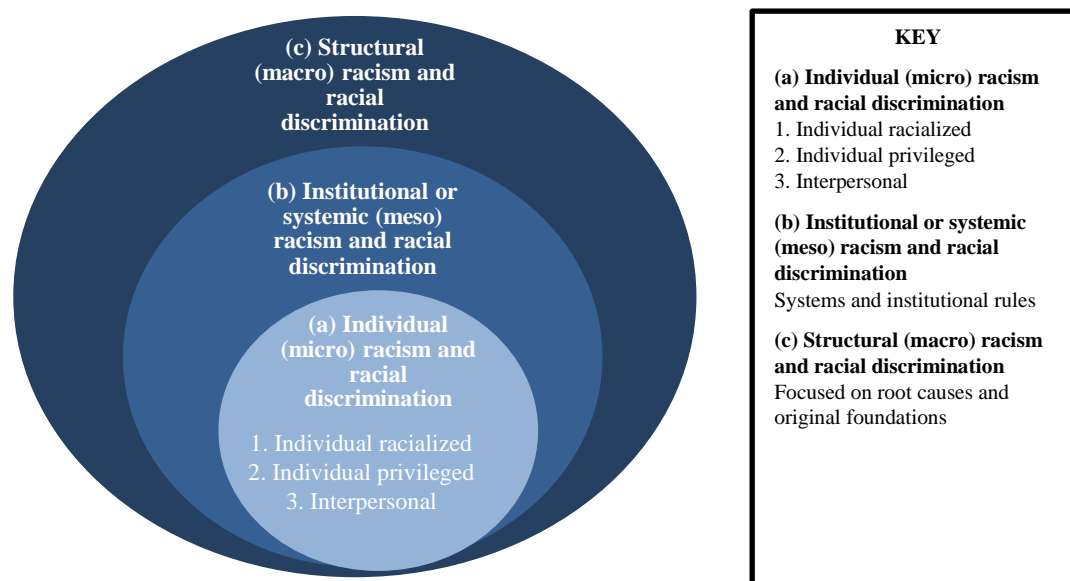 (c) Structural
(macro) racism and
racial
discrimination
(b) Institutional or
systemic (meso)
racism and racial
discrimination
(a) Individual
(micro) racism and
racial
discrimination
1. Individual racialized
2. Individual privileged
3. Interpersonal
KEY
(a) Individual (micro) racism
and racial discrimination
1. Individual racialized
2. Individual privileged
3. Interpersonal
(b) Institutional or systemic
(meso) racism and racial
discrimination
Systems and institutional rules
(c) Structural (macro) racism
and racial discrimination
Focused on root causes and
original foundations